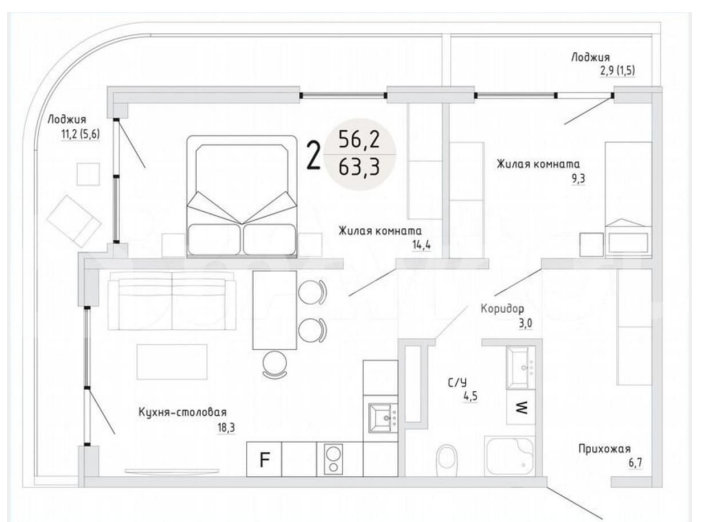 Лоджия
2,9 (1,5)
Лоджия
11,2 (5,6)
2
56,2
63,3
Жилая комната
9,3
Жилая комната
14,4
Коридор
3,0
С/У
4,5
W
Кухня-столовая
18,3
F
Прихожая
6,7